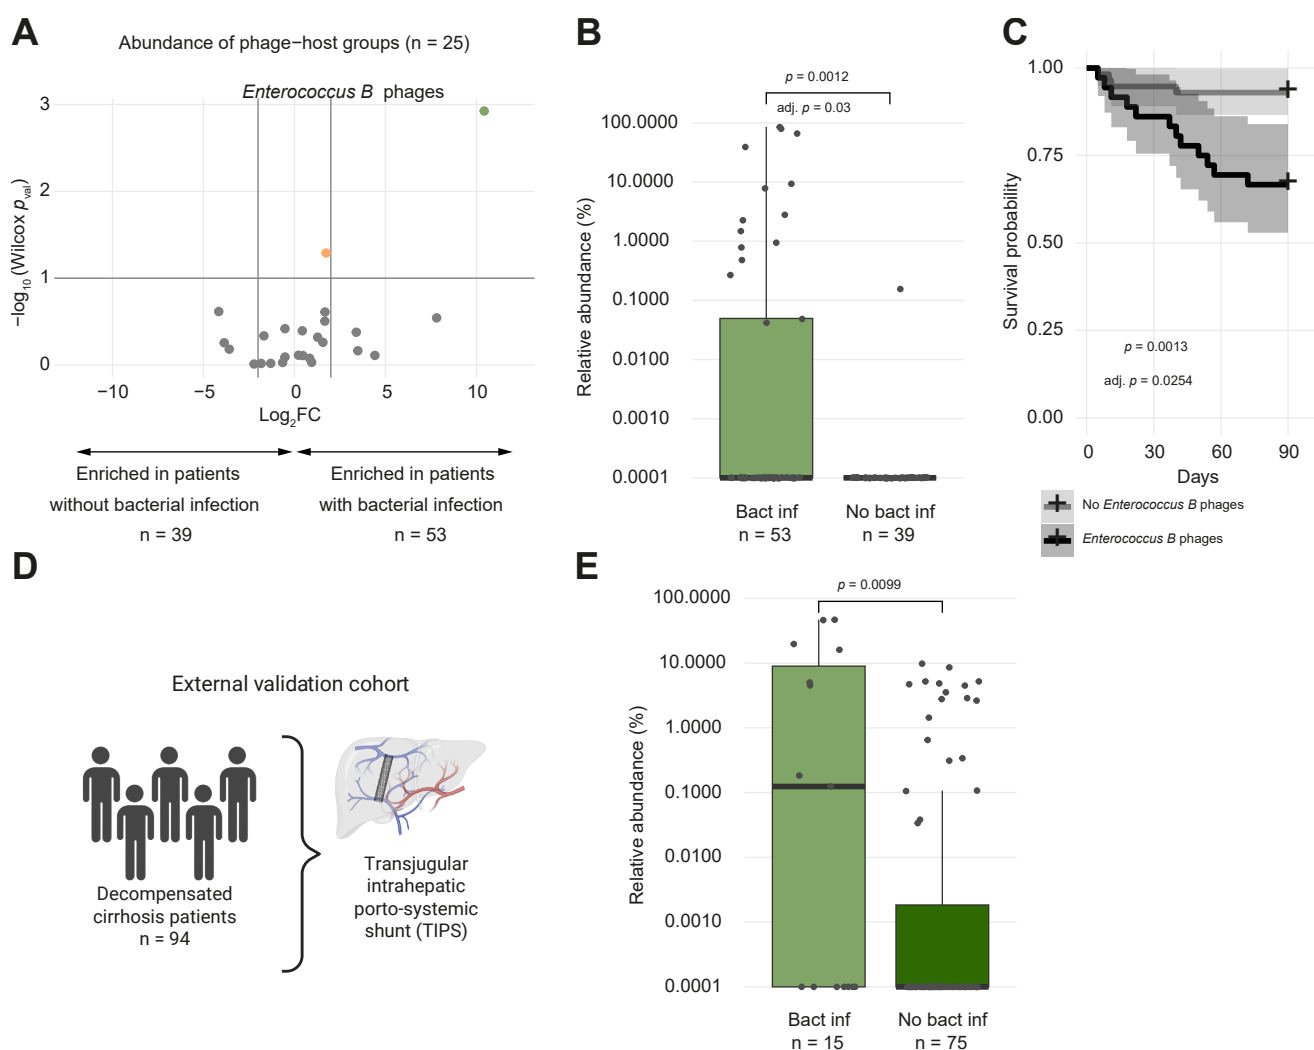 A
Abundance of phage−host groups (n = 25)
Enterococcus B phages
3
2
1
0
−log10(Wilcox pval)
−10
−5
0
5
10
Log2FC
Enriched in patients
without bacterial infection
n = 39
Enriched in patients
with bacterial infection
n = 53
B
p = 0.0012
adj. p = 0.03
100.0000
10.0000
1.0000
0.1000
0.0100
0.0010
0.0001
Relative abundance (%)
Bact inf
n = 53
No bact inf
n = 39
C
1.00
0.75
0.50
0.25
0.00
Survival probability
p = 0.0013
adj. p = 0.0254
0
30
60
90
Days
No Enterococcus B phages
Enterococcus B phages
D
External validation cohort
Decompensated
cirrhosis patients
n = 94
Transjugular
intrahepatic
porto-systemic
shunt (TIPS)
E
p = 0.0099
100.0000
10.0000
1.0000
0.1000
0.0100
0.0010
0.0001
Relative abundance (%)
Bact inf
n = 15
No bact inf
n = 75